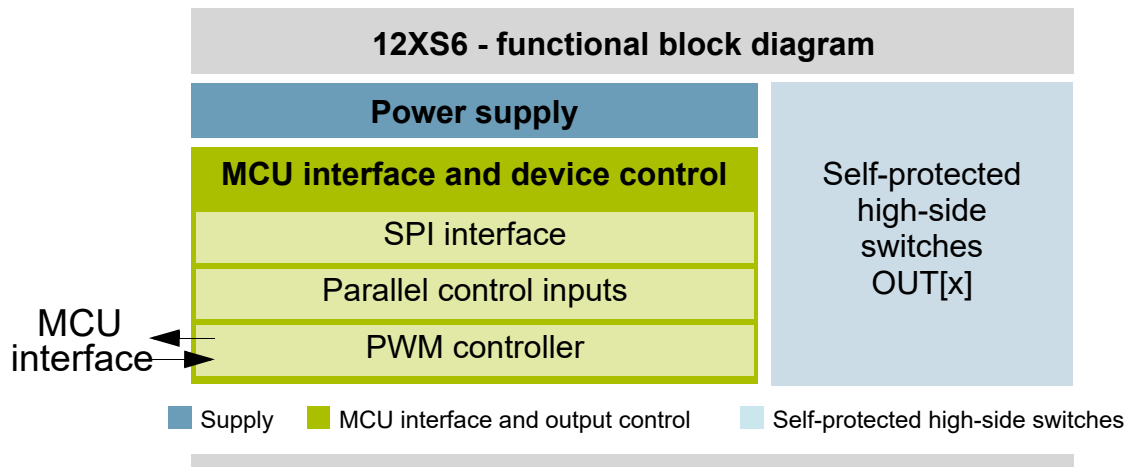 12XS6 - functional block diagram
Power supply
MCU interface and device control
SPI interface
Parallel control inputs
PWM controller
Self-protected
high-side
switches
OUT[x]
MCU
interface
Supply
MCU interface and output control
Self-protected high-side switches